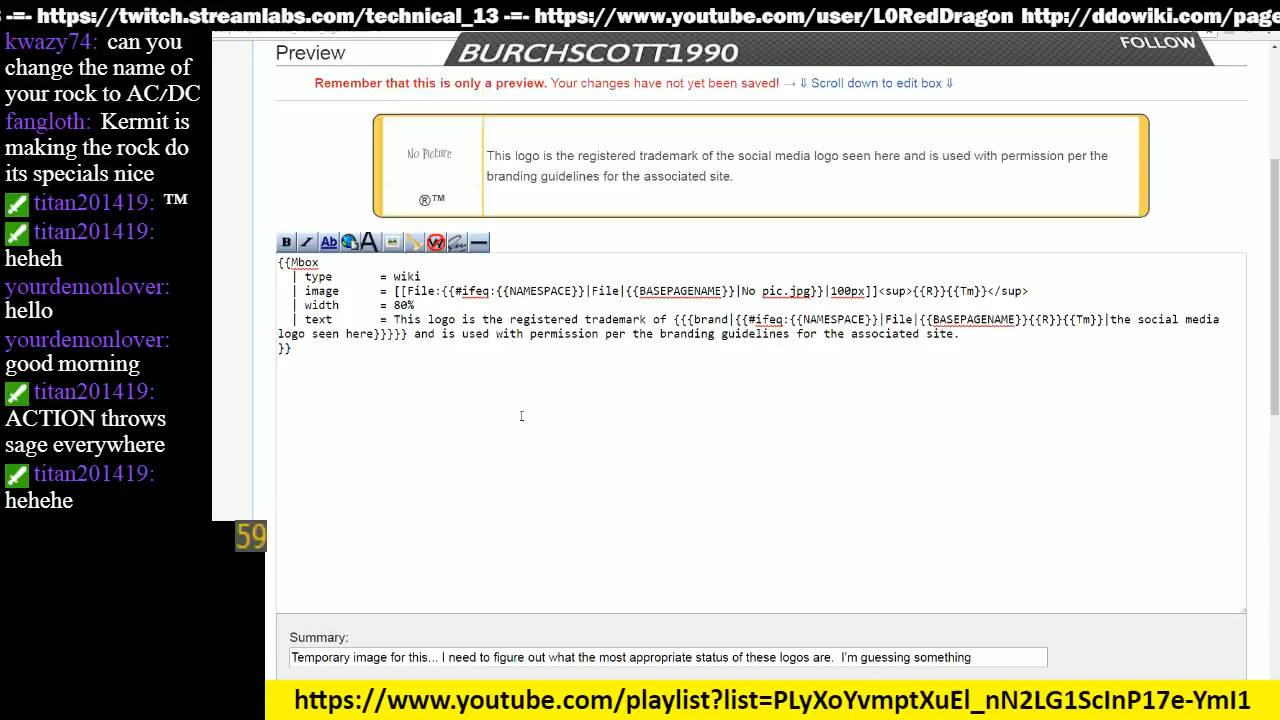 -=- https://twitch.streamlabs.com/technical_13 -=- https://www.youtube.com/user/L0RedDragon http://ddowiki.com/page
kwazy74: can you
change the name of
your rock to AC/DC
fangloth: Kermit is
making the rock do
its specials nice
titan201419: ™
titan201419:
heheh
yourdemonlover:
hello
yourdemonlover:
good morning
titan201419:
ACTION throws
sage everywhere
titan201419:
hehehe
59
Preview
BURCHSCOTT1990
FOLLOW
Remember that this is only a preview. Your changes have not yet been saved! → ⇓ Scroll down to edit box ⇓
No Picture
®™
This logo is the registered trademark of the social media logo seen here and is used with permission per the
branding guidelines for the associated site.
B I Ab A W
{{Mbox
| type = wiki
| image = [[File:{{#ifeq:{{NAMESPACE}}|File|{{BASEPAGENAME}}|No pic.jpg}}|100px]]<sup>{{R}}{{Tm}}</sup>
| width = 80%
| text = This logo is the registered trademark of {{{brand|{{#ifeq:{{NAMESPACE}}|File|{{BASEPAGENAME}}{{R}}{{Tm}}|the social media
logo seen here}}}}} and is used with permission per the branding guidelines for the associated site.
}}
Summary:
Temporary image for this... I need to figure out what the most appropriate status of these logos are.  I'm guessing something
https://www.youtube.com/playlist?list=PLyXoYvmptXuEl_nN2LG1ScInP17e-YmI1